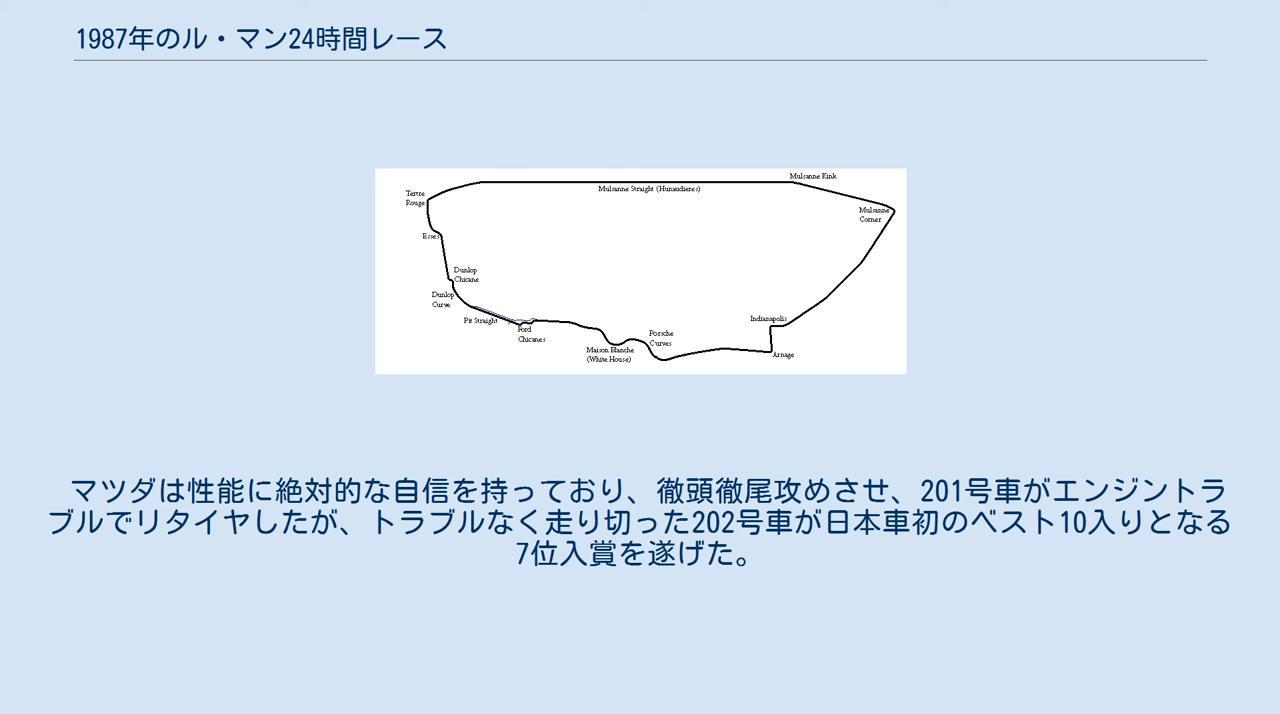 1987年のル・マン24時間レース
Mulsanne Kink
Mulsanne Straight (Hunaudieres)
Tertre
Rouge
Mulsanne
Corner
Esses
Dunlop
Chicane
Dunlop
Curve
Pit Straight
Ford
Chicanes
Indianapolis
Porsche
Curves
Maison Blanche
(White House)
Arnage
マツダは性能に絶対的な自信を持っており、徹頭徹尾攻めさせ、201号車がエンジントラ
ブルでリタイヤしたが、トラブルなく走り切った202号車が日本車初のベスト10入りとなる
7位入賞を遂げた。